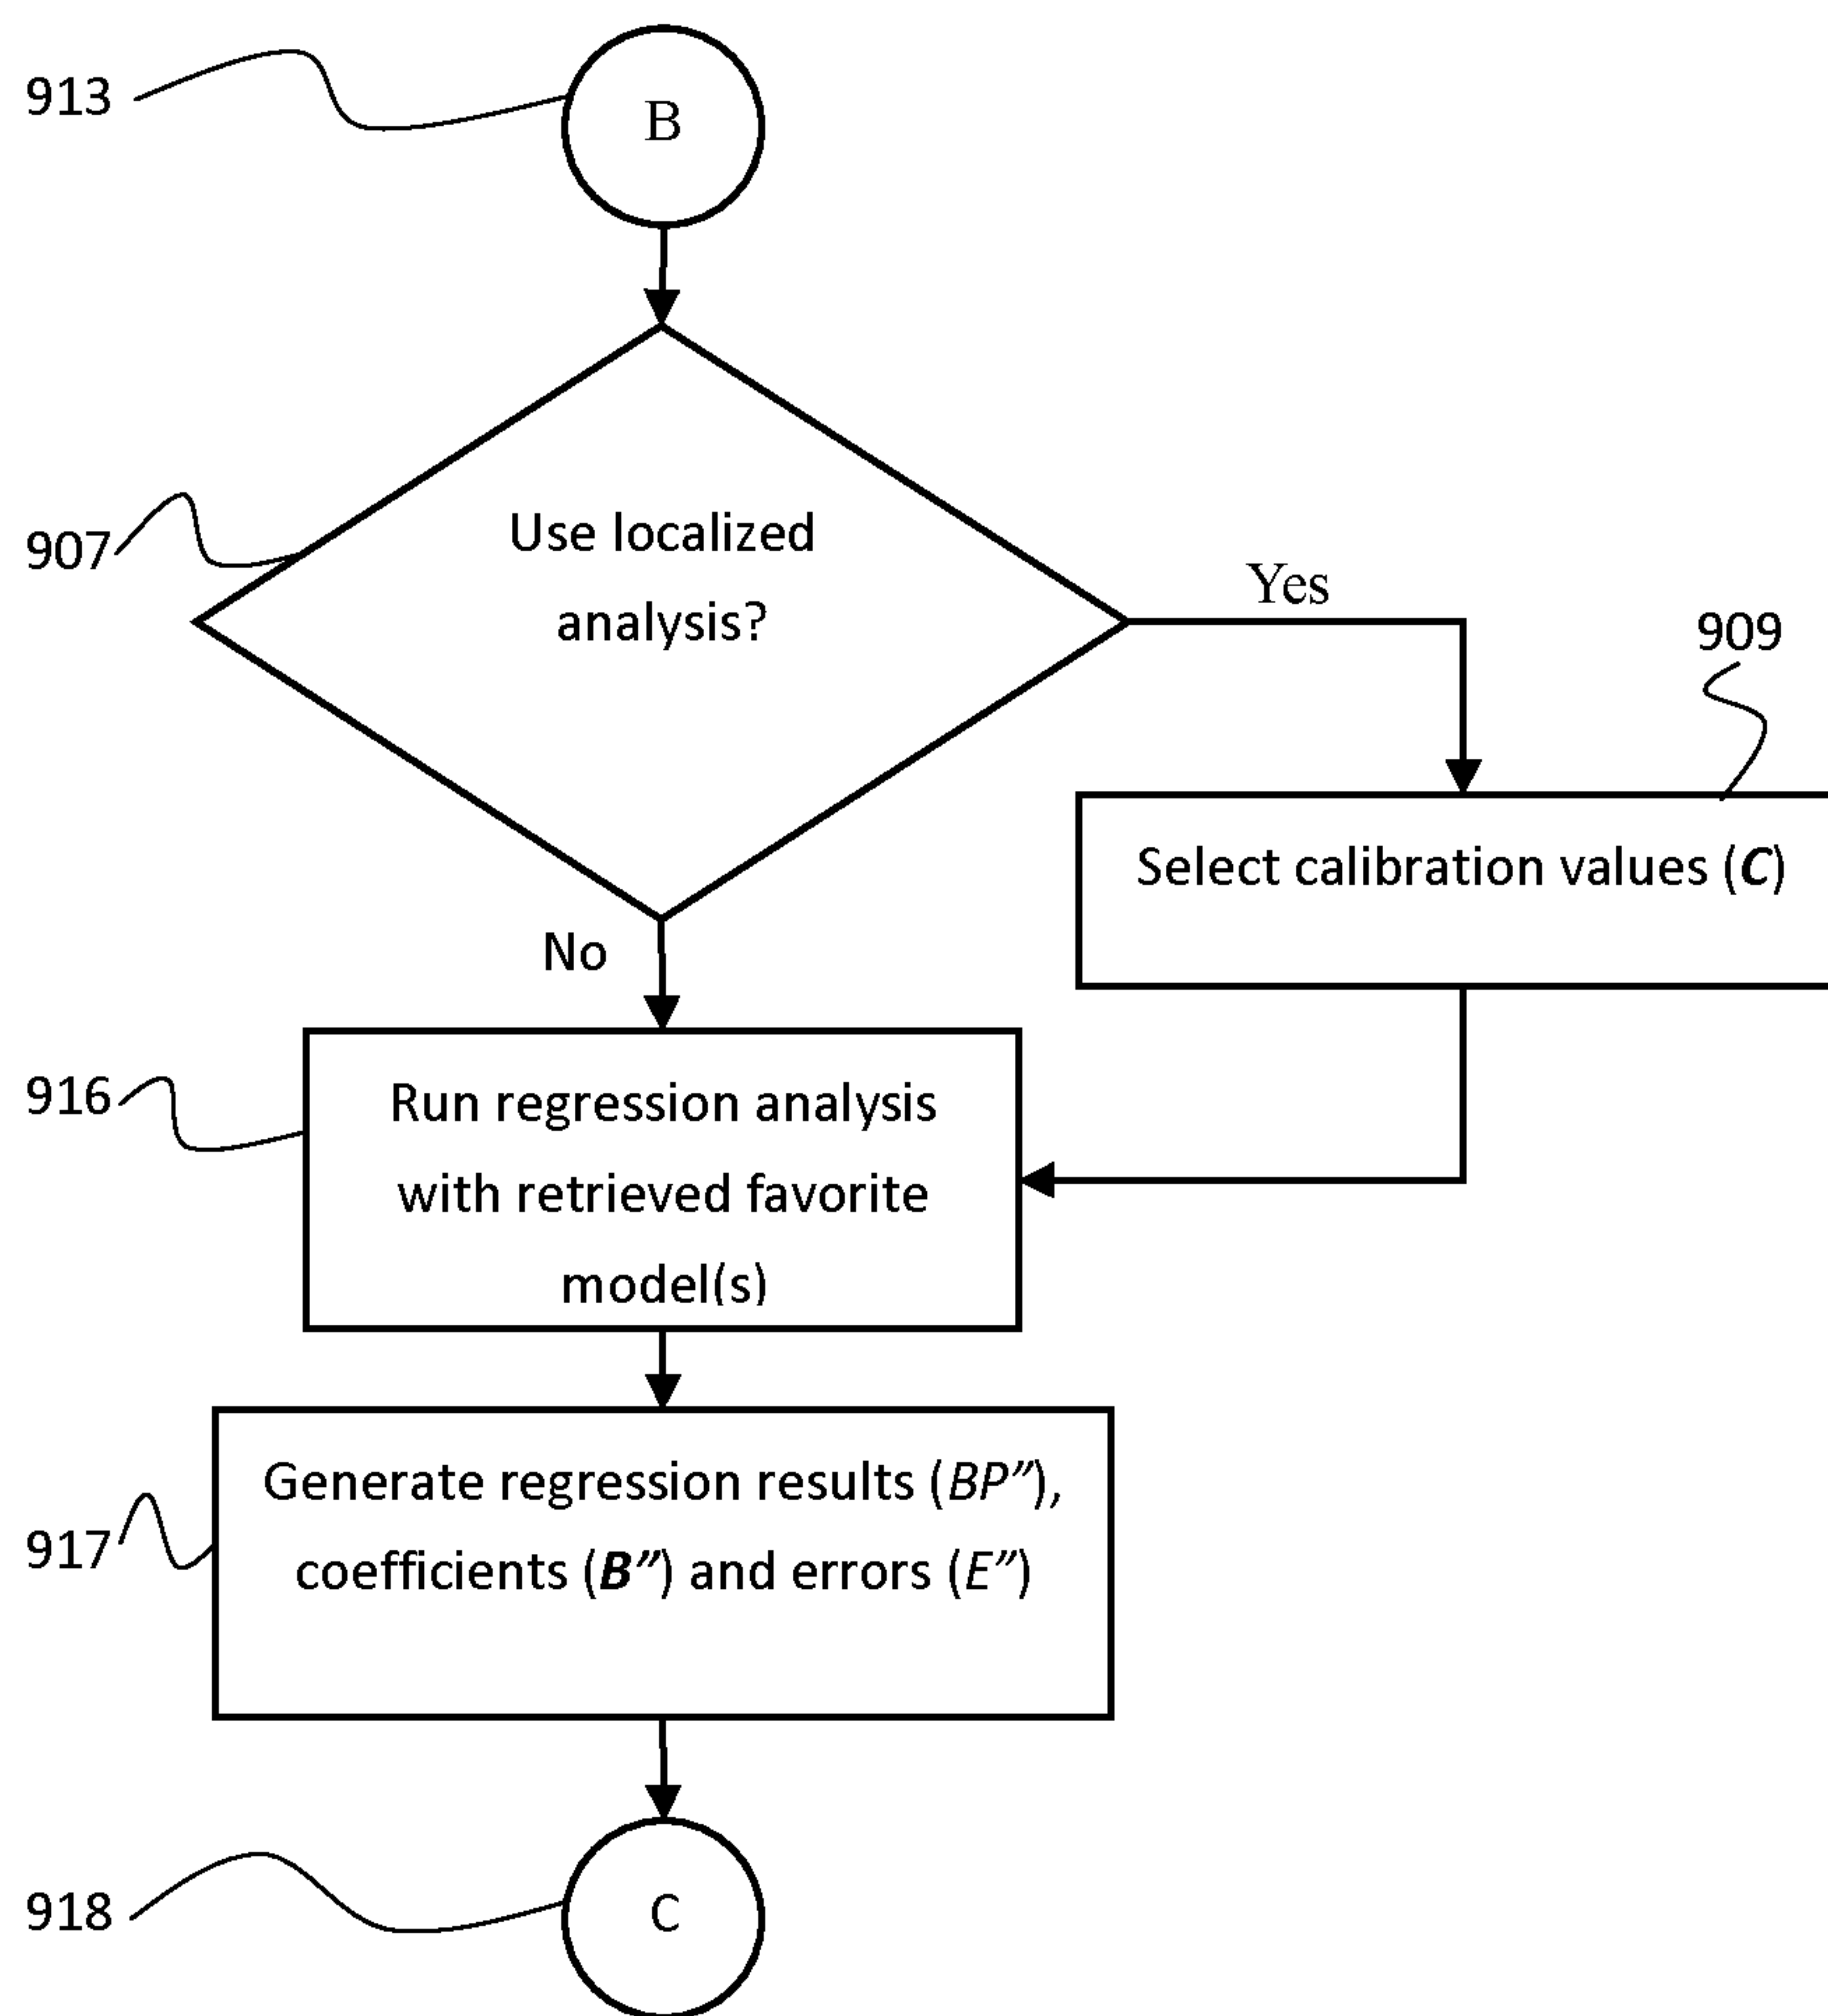 913
B
907
Use localized
analysis?
Yes
909
Select calibration values (C)
No
916
Run regression analysis
with retrieved favorite
model(s)
917
Generate regression results (BP”),
coefficients (B”) and errors (E”)
918
C